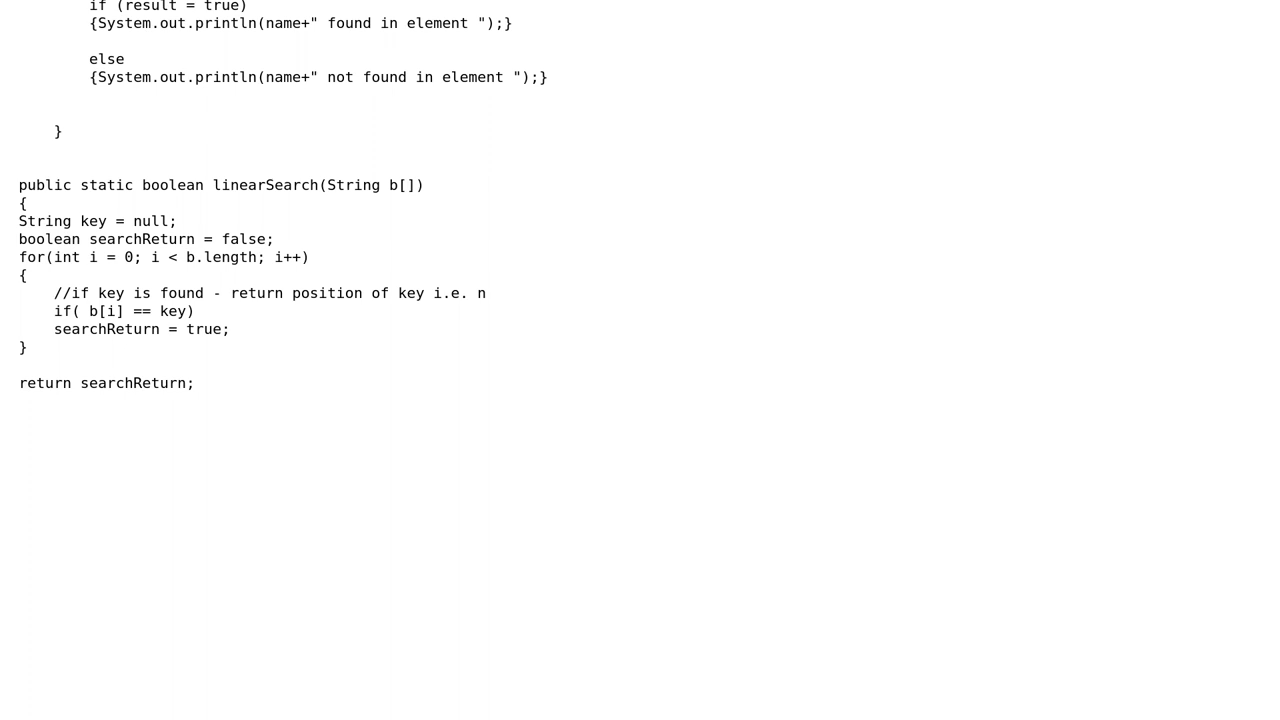 if (result = true)
{System.out.println(name+" found in element ");}
else
{System.out.println(name+" not found in element ");}
}
public static boolean linearSearch(String b[])
{
String key = null;
boolean searchReturn = false;
for(int i = 0; i < b.length; i++)
{
//if key is found - return position of key i.e. n
if( b[i] == key)
searchReturn = true;
}
return searchReturn;